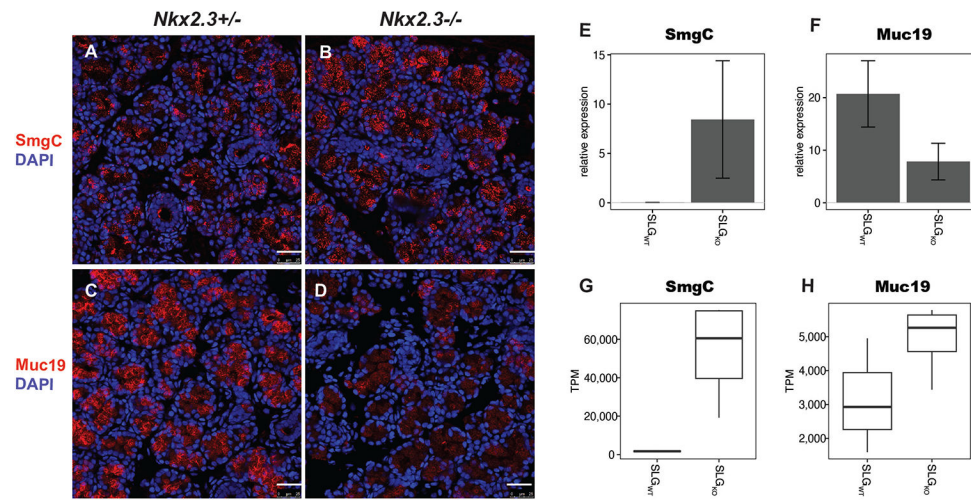 Nkx2.3+/-
Nkx2.3-/-
A
B
SmgC
DAPI
C
D
Muc19
DAPI
E
SmgC
relative expression
15
10
5
0
SLGWT
SLGKO
F
Muc19
relative expression
20
10
0
SLGWT
SLGKO
G
SmgC
TPM
60,000
40,000
20,000
0
SLGWT
SLGKO
H
Muc19
TPM
5,000
4,000
3,000
2,000
SLGWT
SLGKO